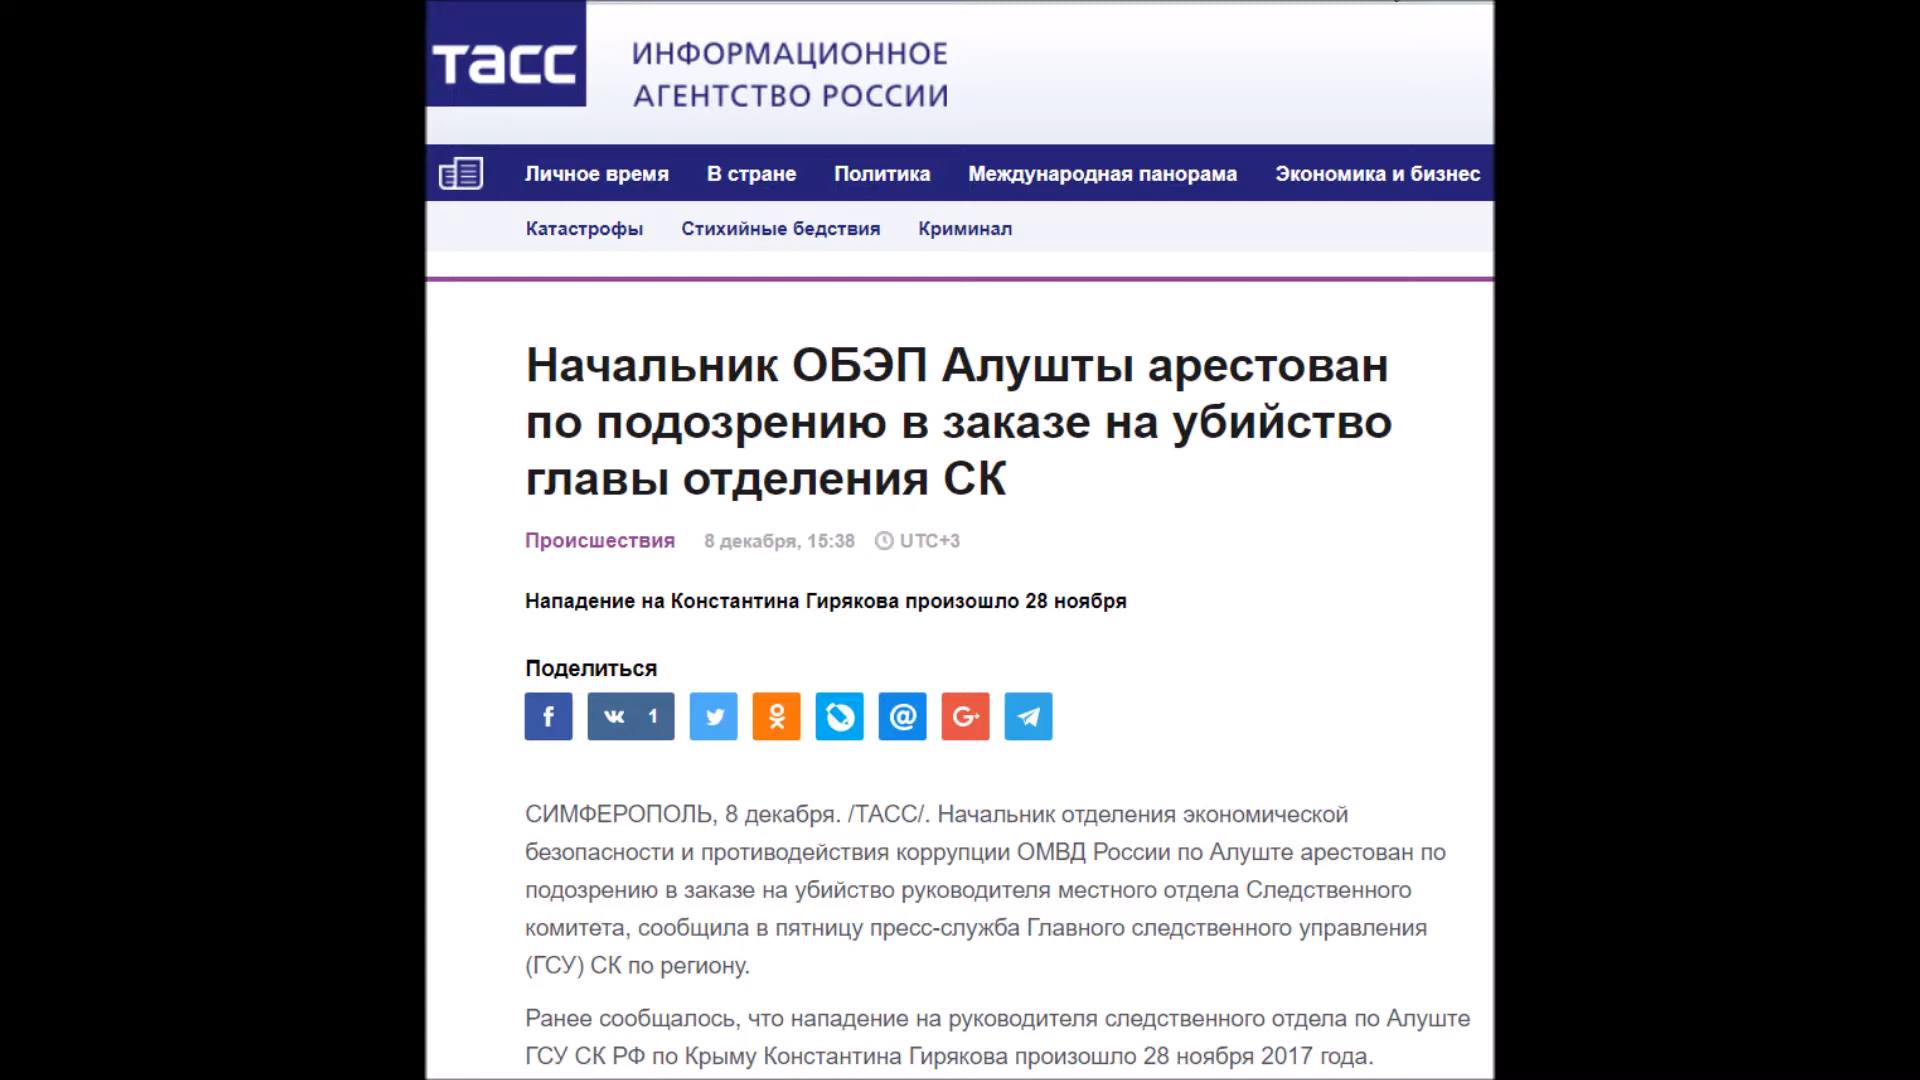 ТАСС
ИНФОРМАЦИОННОЕ
АГЕНТСТВО РОССИИ
Личное время В стране Политика Международная панорама Экономика и бизнес
Катастрофы Стихийные бедствия Криминал
Начальник ОБЭП Алушты арестован
по подозрению в заказе на убийство
главы отделения СК
Происшествия 8 декабря, 15:38 UTC+3
Нападение на Константина Гирякова произошло 28 ноября
Поделиться
1
СИМФЕРОПОЛЬ, 8 декабря. /ТАСС/. Начальник отделения экономической
безопасности и противодействия коррупции ОМВД России по Алуште арестован по
подозрению в заказе на убийство руководителя местного отдела Следственного
комитета, сообщила в пятницу пресс-служба Главного следственного управления
(ГСУ) СК по региону.
Ранее сообщалось, что нападение на руководителя следственного отдела по Алуште
ГСУ СК РФ по Крыму Константина Гирякова произошло 28 ноября 2017 года.